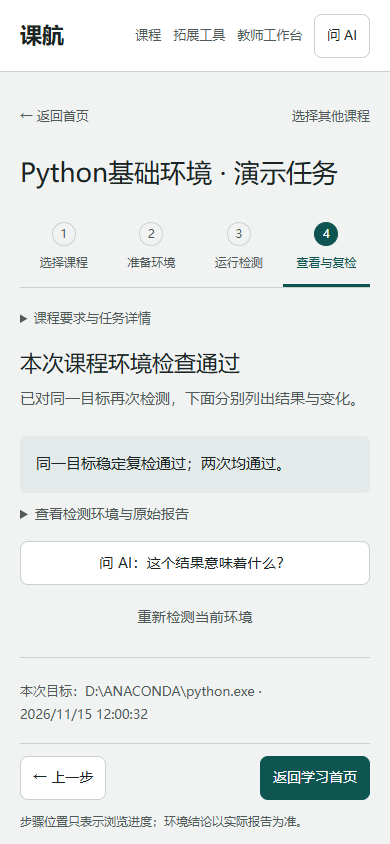 课航
课程 拓展工具 教师工作台 问 AI
← 返回首页 选择其他课程
Python基础环境 · 演示任务
1 2 3 4
选择课程 准备环境 运行检测 查看与复检
▶ 课程要求与任务详情
本次课程环境检查通过
已对同一目标再次检测，下面分别列出结果与变化。
同一目标稳定复检通过；两次均通过。
▶ 查看检测环境与原始报告
问 AI：这个结果意味着什么？
重新检测当前环境
本次目标：D:\ANACONDA\python.exe ·
2026/11/15 12:00:32
← 上一步 返回学习首页
步骤位置只表示浏览进度；环境结论以实际报告为准。